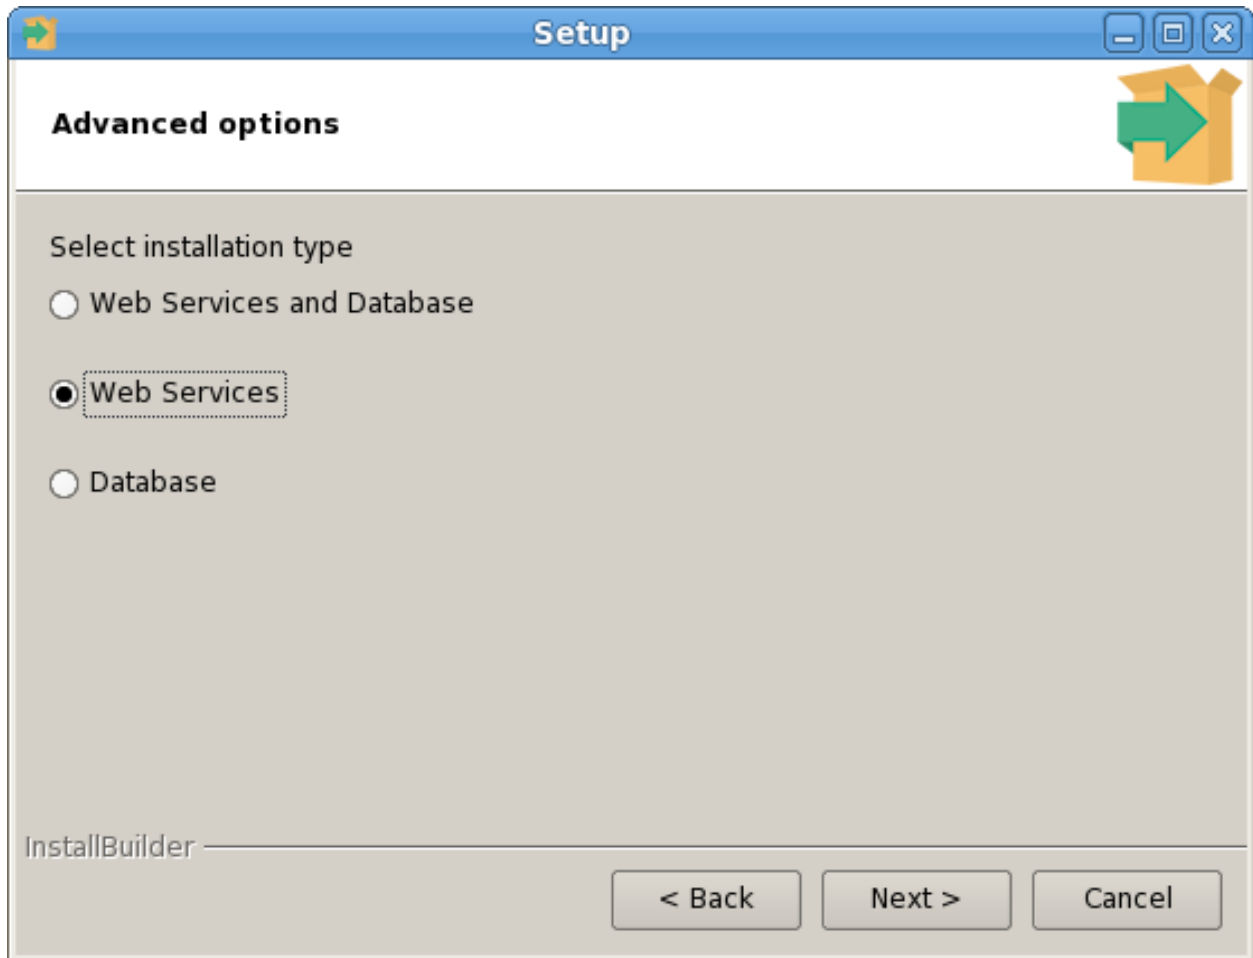 Setup
Advanced options
Select installation type
Web Services and Database
Web Services
Database
InstallBuilder
< Back
Next >
Cancel